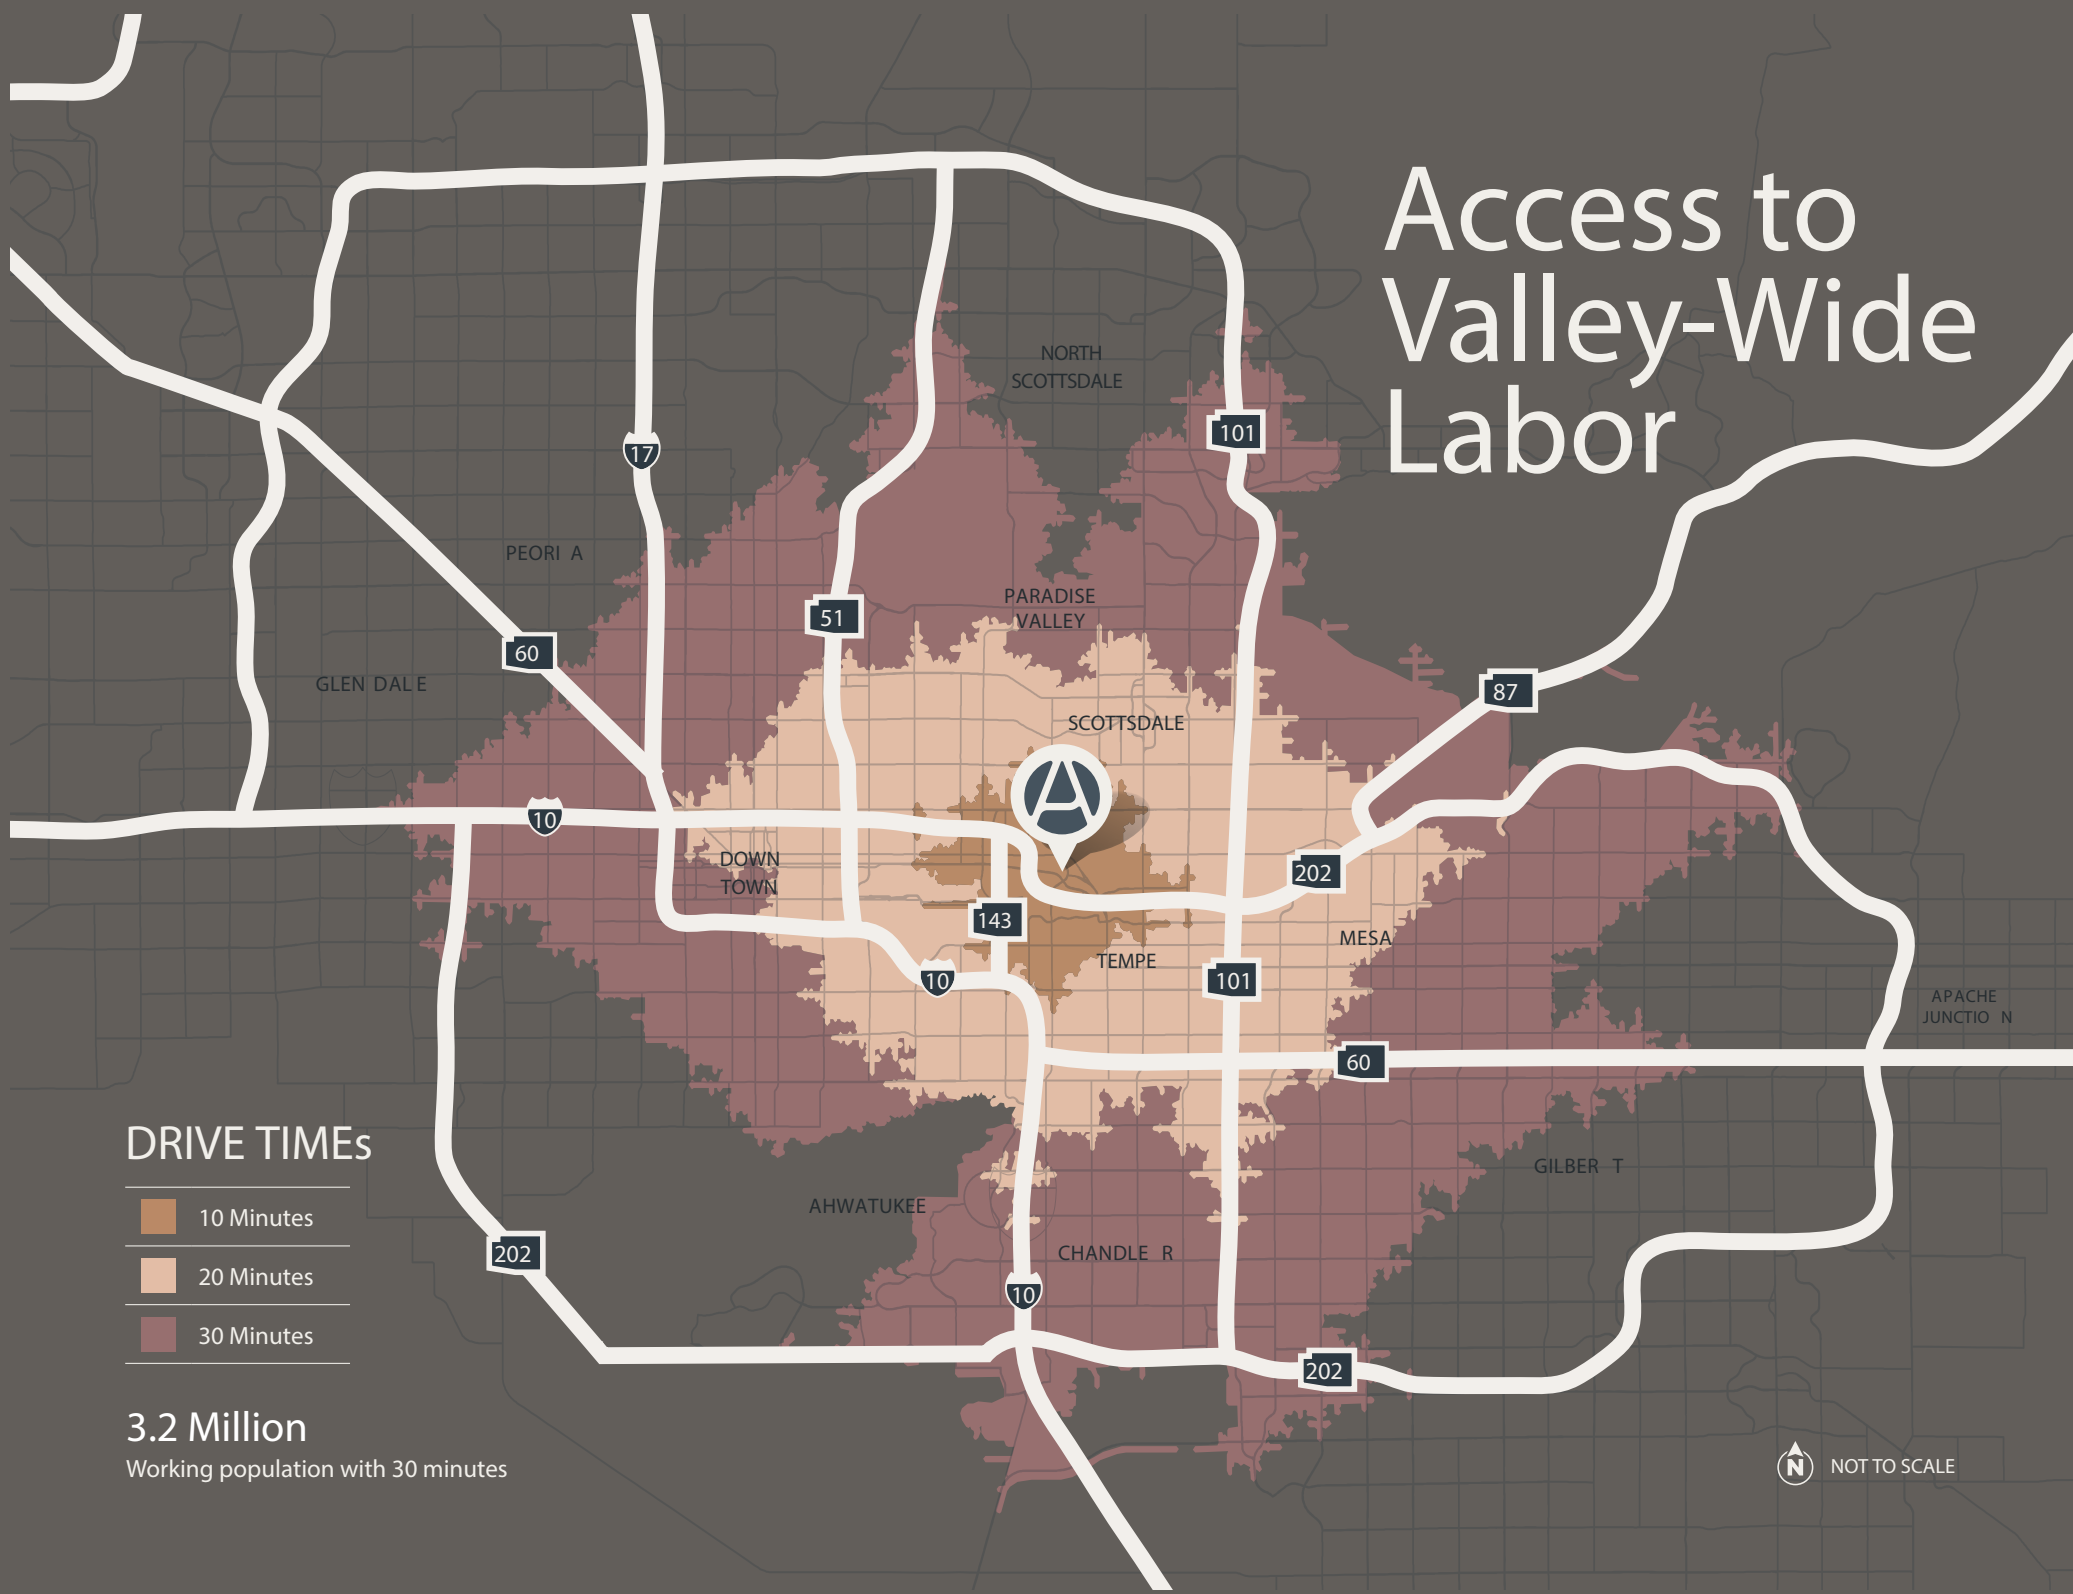 Access to
Valley-Wide
Labor
NORTH
SCOTTSDALE
101
17
PEORI A
PARADISE
VALLEY
51
60
GLEN DAL E
87
SCOTTSDALE
A
10
DOWN
TOWN
202
143
MESA
TEMPE
10
101
APACHE
JUNCTIO N
60
DRIVE TIMEs
10 Minutes
20 Minutes
30 Minutes
GILBER T
AHWATUKEE
CHANDLE R
202
10
202
3.2 Million
Working population with 30 minutes
N
NOT TO SCALE